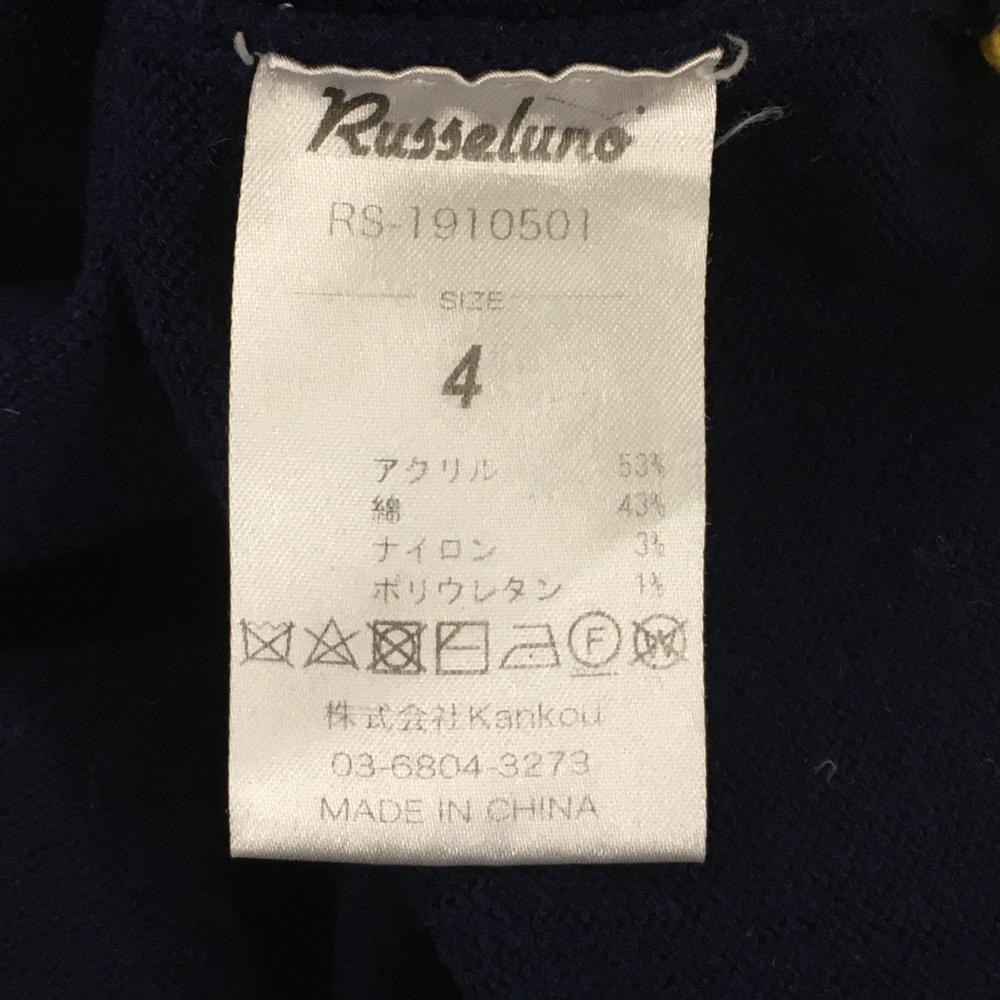 Russeluno
RS-1910501
SIZE
4
アクリル 53%
綿 43%
ナイロン 3%
ポリウレタン 1%
F W
株式会社Kankou
03-6804-3273
MADE IN CHINA